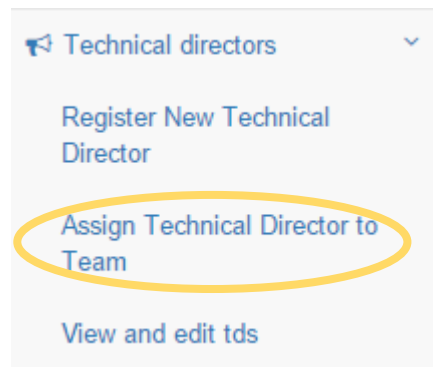 Technical directors
Register New Technical
Director
Assign Technical Director to
Team
View and edit tds